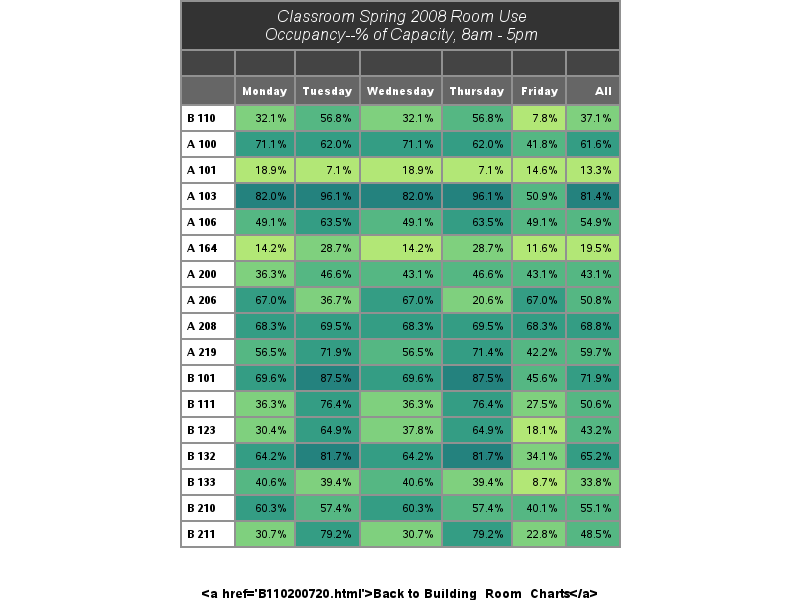 Classroom Spring 2008 Room Use
Occupancy--% of Capacity, 8am - 5pm
Monday Tuesday Wednesday Thursday Friday All
B 110 32.1% 56.8% 32.1% 56.8% 7.8% 37.1%
A 100 71.1% 62.0% 71.1% 62.0% 41.8% 61.6%
A 101 18.9% 7.1% 18.9% 7.1% 14.6% 13.3%
A 103 82.0% 96.1% 82.0% 96.1% 50.9% 81.4%
A 106 49.1% 63.5% 49.1% 63.5% 49.1% 54.9%
A 164 14.2% 28.7% 14.2% 28.7% 11.6% 19.5%
A 200 36.3% 46.6% 43.1% 46.6% 43.1% 43.1%
A 206 67.0% 36.7% 67.0% 20.6% 67.0% 50.8%
A 208 68.3% 69.5% 68.3% 69.5% 68.3% 68.8%
A 219 56.5% 71.9% 56.5% 71.4% 42.2% 59.7%
B 101 69.6% 87.5% 69.6% 87.5% 45.6% 71.9%
B 111 36.3% 76.4% 36.3% 76.4% 27.5% 50.6%
B 123 30.4% 64.9% 37.8% 64.9% 18.1% 43.2%
B 132 64.2% 81.7% 64.2% 81.7% 34.1% 65.2%
B 133 40.6% 39.4% 40.6% 39.4% 8.7% 33.8%
B 210 60.3% 57.4% 60.3% 57.4% 40.1% 55.1%
B 211 30.7% 79.2% 30.7% 79.2% 22.8% 48.5%
<a href='B110200720.html'>Back to Building_Room_Charts</a>